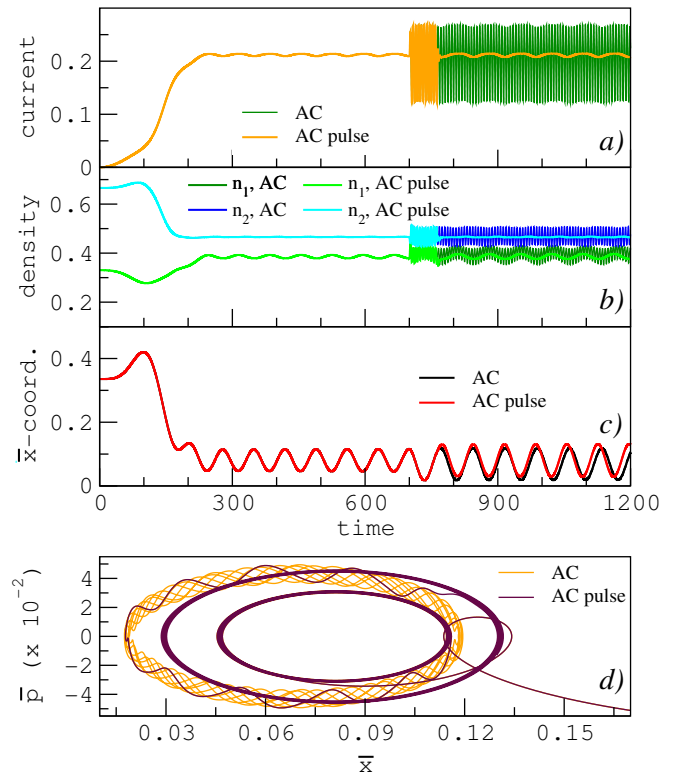 current
0.2
0.1
0
AC
AC pulse
a)
density
0.6
0.4
0.2
n1, AC
n1, AC pulse
n2, AC
n2, AC pulse
b)
x̅-coord.
0.4
0.2
0
AC
AC pulse
c)
0 300 600 900 1200
time
p̅ (x 10⁻²)
4
2
0
−2
−4
AC
AC pulse
d)
0.03 0.06 0.09 0.12 0.15
x̅